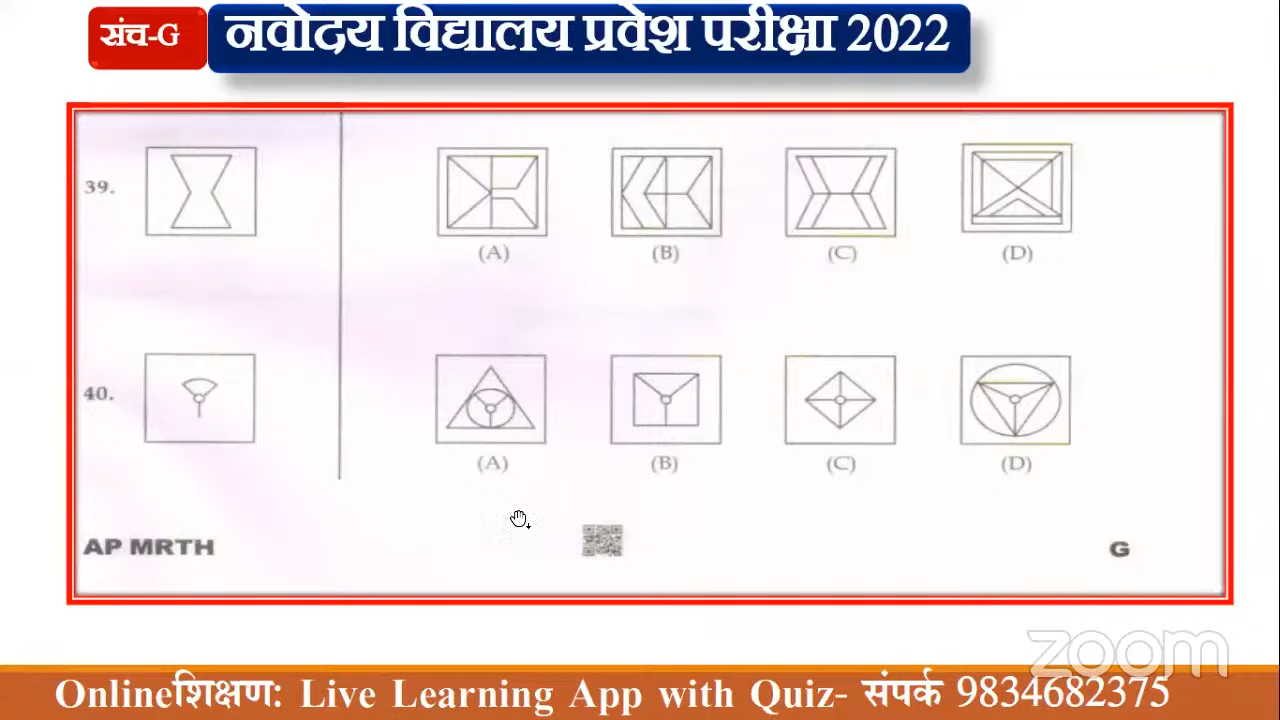 संच-G
नवोदय विद्यालय प्रवेश परीक्षा 2022
39.
(A) (B) (C) (D)
40.
(A) (B) (C) (D)
AP MRTH G
zoom
Onlineशिक्षण: Live Learning App with Quiz- संपर्क 9834682375